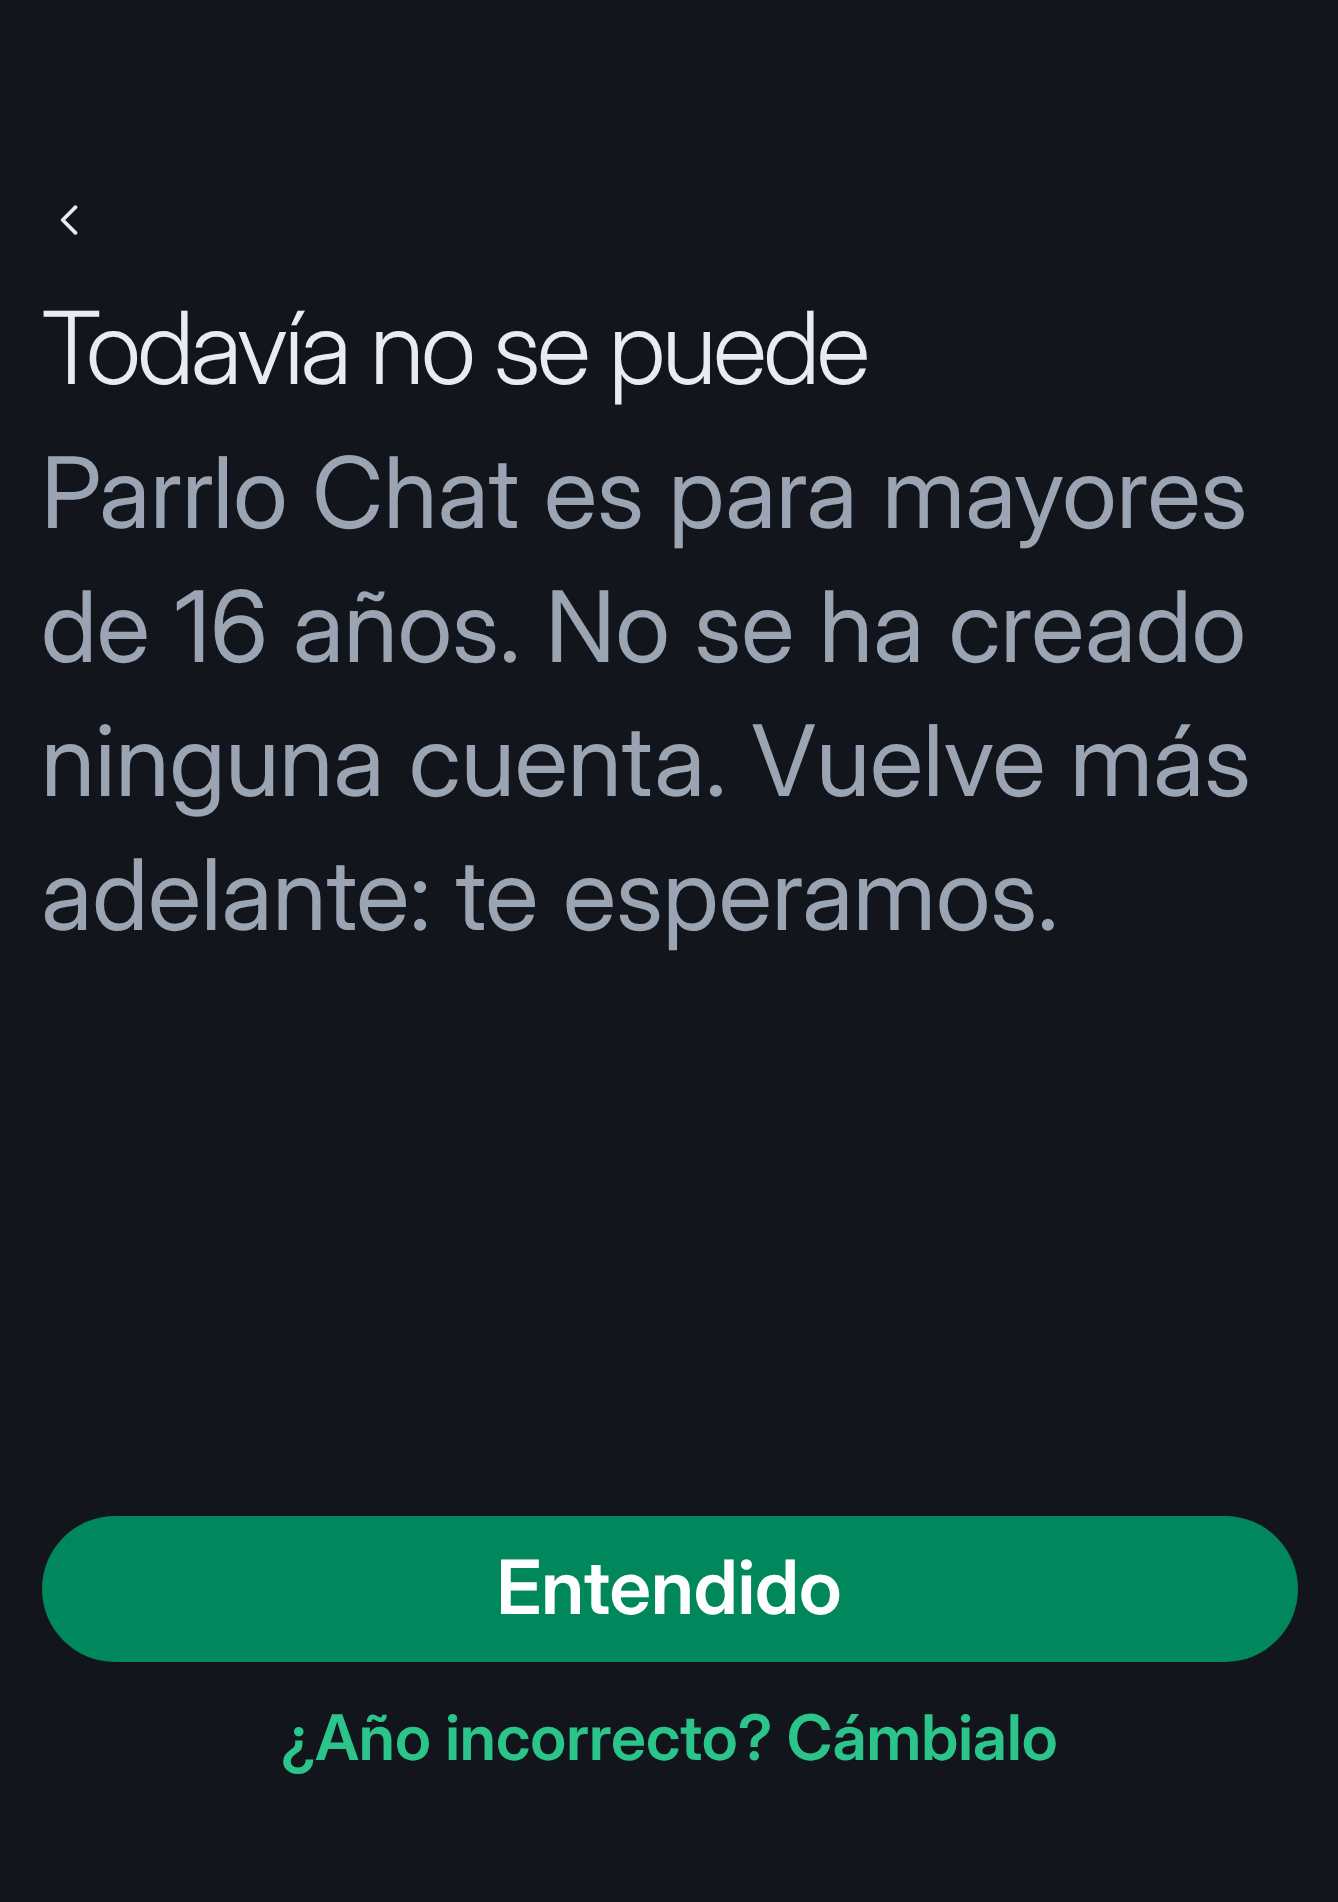 Todavía no se puede
Parrlo Chat es para mayores
de 16 años. No se ha creado
ninguna cuenta. Vuelve más
adelante: te esperamos.
Entendido
¿Año incorrecto? Cámbialo